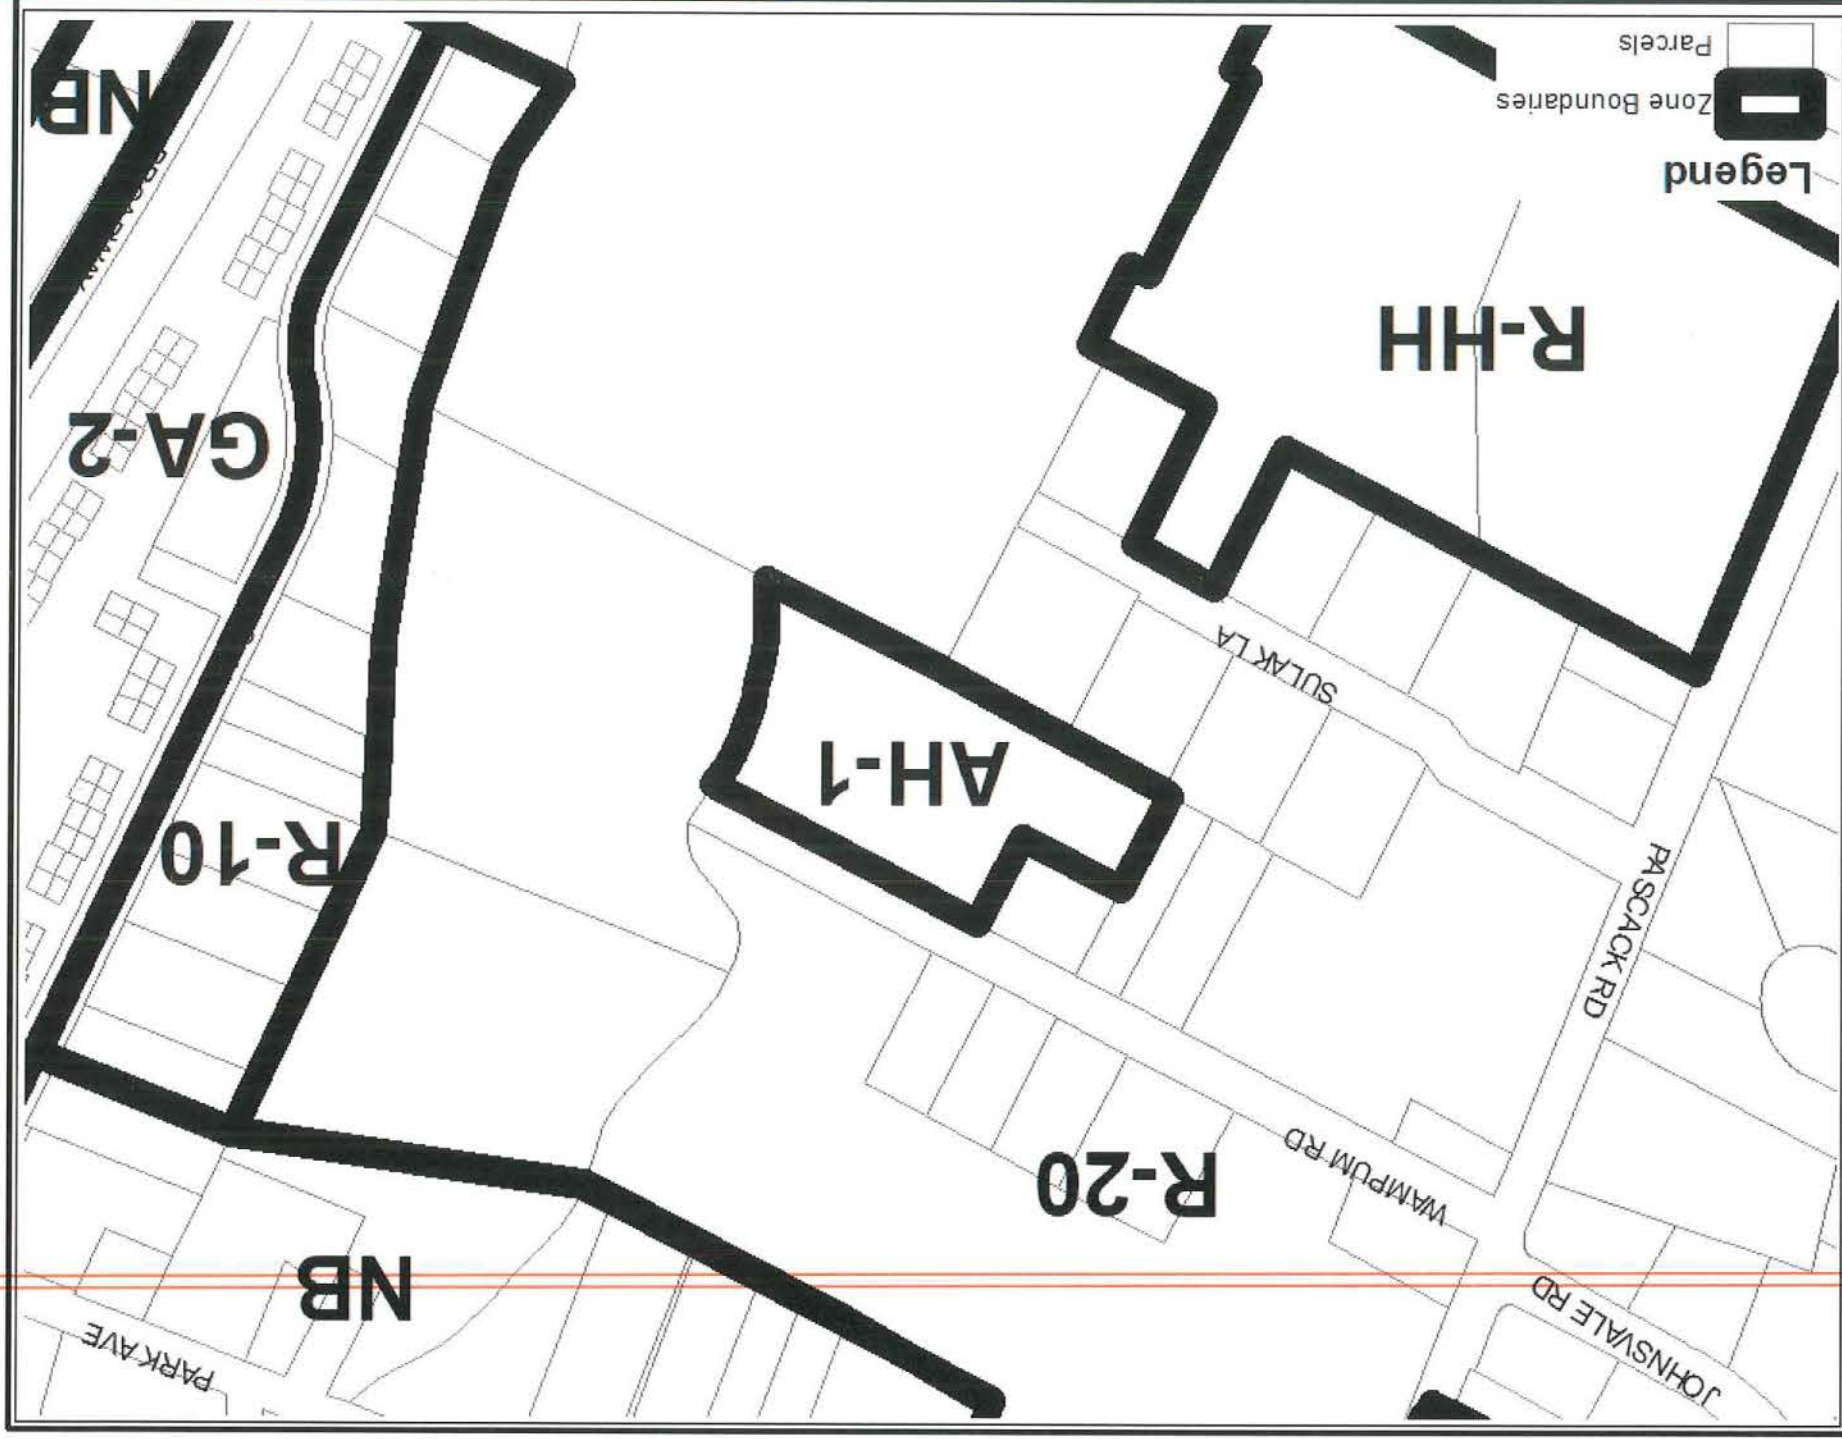 PARK AVE
JOHNSVALE RD
NB
R-20
WAMPUM RD
PASCACK RD
R-10
AH-1
SULAK LA
GA-2
R-HH
NB
Legend
Zone Boundaries
Parcels